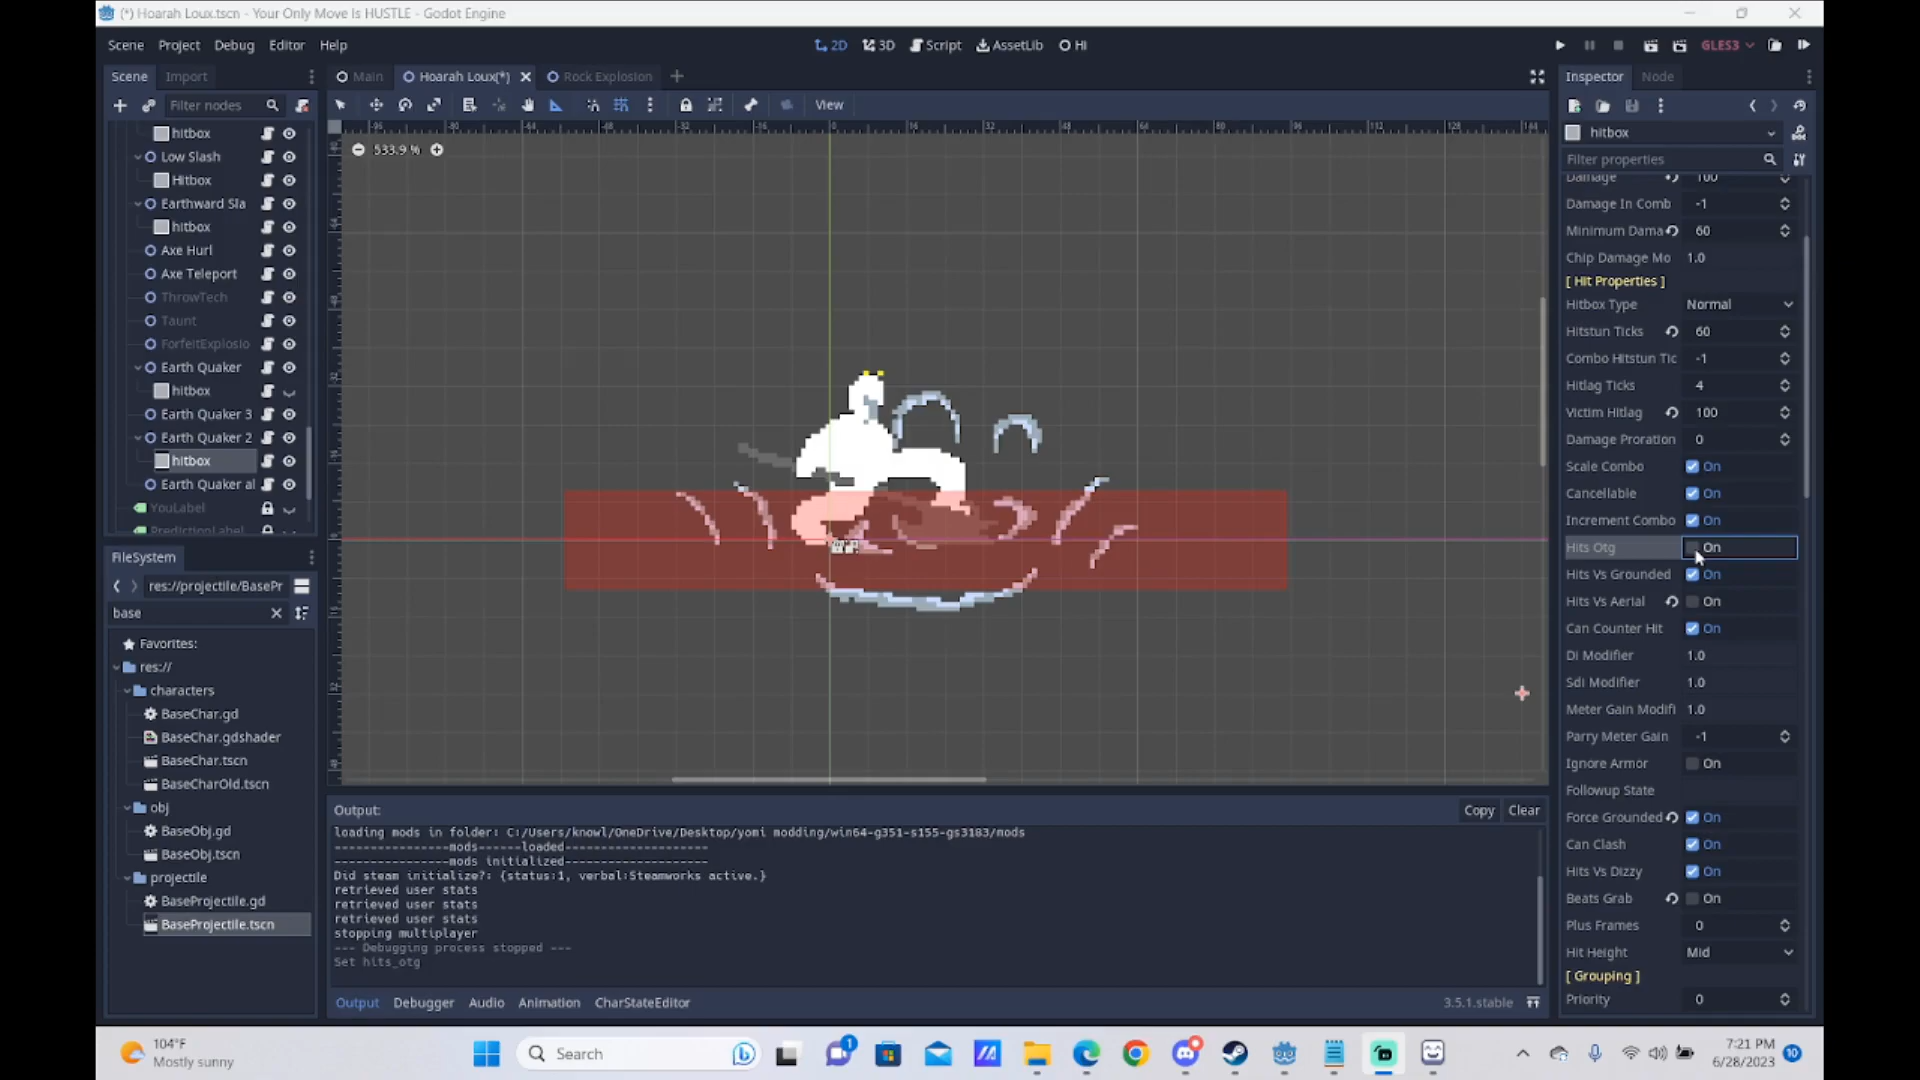 (*) Hoarah Loux.tscn - Your Only Move Is HUSTLE - Godot Engine
Scene Project Debug Editor Help
2D 3D Script AssetLib Hi
GLES3
Scene Import
Main Hoarah Loux(*) Rock Explosion
Inspector Node
Filter nodes
View
533.9 %
hitbox
Low Slash
Hitbox
Earthward Sla
hitbox
Axe Hurl
Axe Teleport
ThrowTech
Taunt
ForfeitExplosio
Earth Quaker
hitbox
Earth Quaker 3
Earth Quaker 2
hitbox
Earth Quaker al
YouLabel
PredictionLabel
FileSystem
res://projectile/BasePr
base
Favorites:
res://
characters
BaseChar.gd
BaseChar.gdshader
BaseChar.tscn
BaseCharOld.tscn
obj
BaseObj.gd
BaseObj.tscn
projectile
BaseProjectile.gd
BaseProjectile.tscn
Output:
Copy Clear
loading mods in folder: C:/Users/knowl/OneDrive/Desktop/yomi modding/win64-g351-s155-gs3183/mods
----------------mods------loaded--------------------
----------------mods initialized--------------------
Did steam initialize?: {status:1, verbal:Steamworks active.}
retrieved user stats
retrieved user stats
retrieved user stats
stopping multiplayer
--- Debugging process stopped ---
Set hits_otg
Output Debugger Audio Animation CharStateEditor
3.5.1.stable
hitbox
Filter properties
Damage 100
Damage In Comb -1
Minimum Dama 60
Chip Damage Mo 1.0
[ Hit Properties ]
Hitbox Type Normal
Hitstun Ticks 60
Combo Hitstun Tic -1
Hitlag Ticks 4
Victim Hitlag 100
Damage Proration 0
Scale Combo On
Cancellable On
Increment Combo On
Hits Otg On
Hits Vs Grounded On
Hits Vs Aerial On
Can Counter Hit On
Di Modifier 1.0
Sdi Modifier 1.0
Meter Gain Modifi 1.0
Parry Meter Gain -1
Ignore Armor On
Followup State
Force Grounded On
Can Clash On
Hits Vs Dizzy On
Beats Grab On
Plus Frames 0
Hit Height Mid
[ Grouping ]
Priority 0
104°F
Mostly sunny
Search
1
7:21 PM
6/28/2023
10